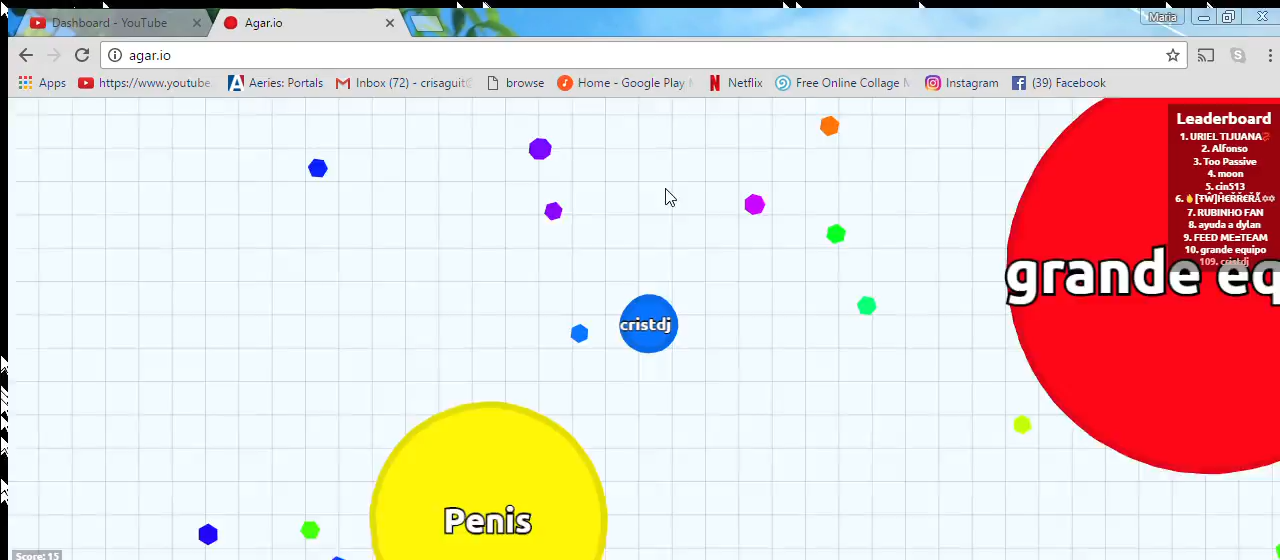 Dashboard - YouTube
Agar.io
Maria
agar.io
Apps
https://www.youtube
Aeries: Portals
Inbox (72) - crisaguit
browse
Home - Google Play M
Netflix
Free Online Collage M
Instagram
(39) Facebook
Leaderboard
1. URIEL TIJUANA
2. Alfonso
3. Too Passive
4. moon
5. cin513
7. RUBINHO FAN
8. ayuda a dylan
9. FEED ME=TEAM
10. grande equipo
109. cristdj
grande eq
cristdj
Penis
Score: 15